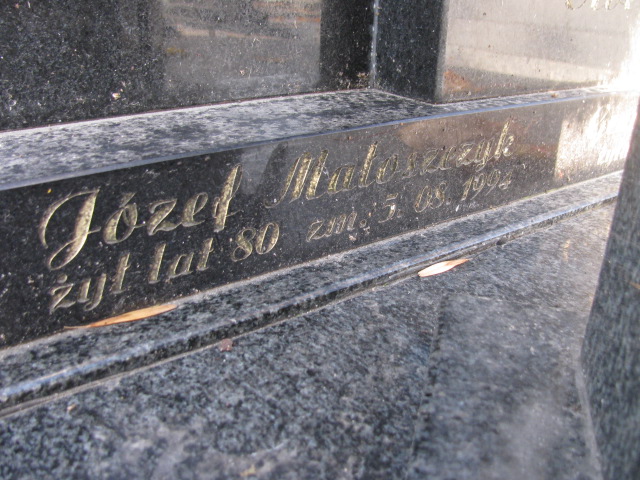 Józef Małoszczyk
żył lat 80 zm. 5. 08. 1994